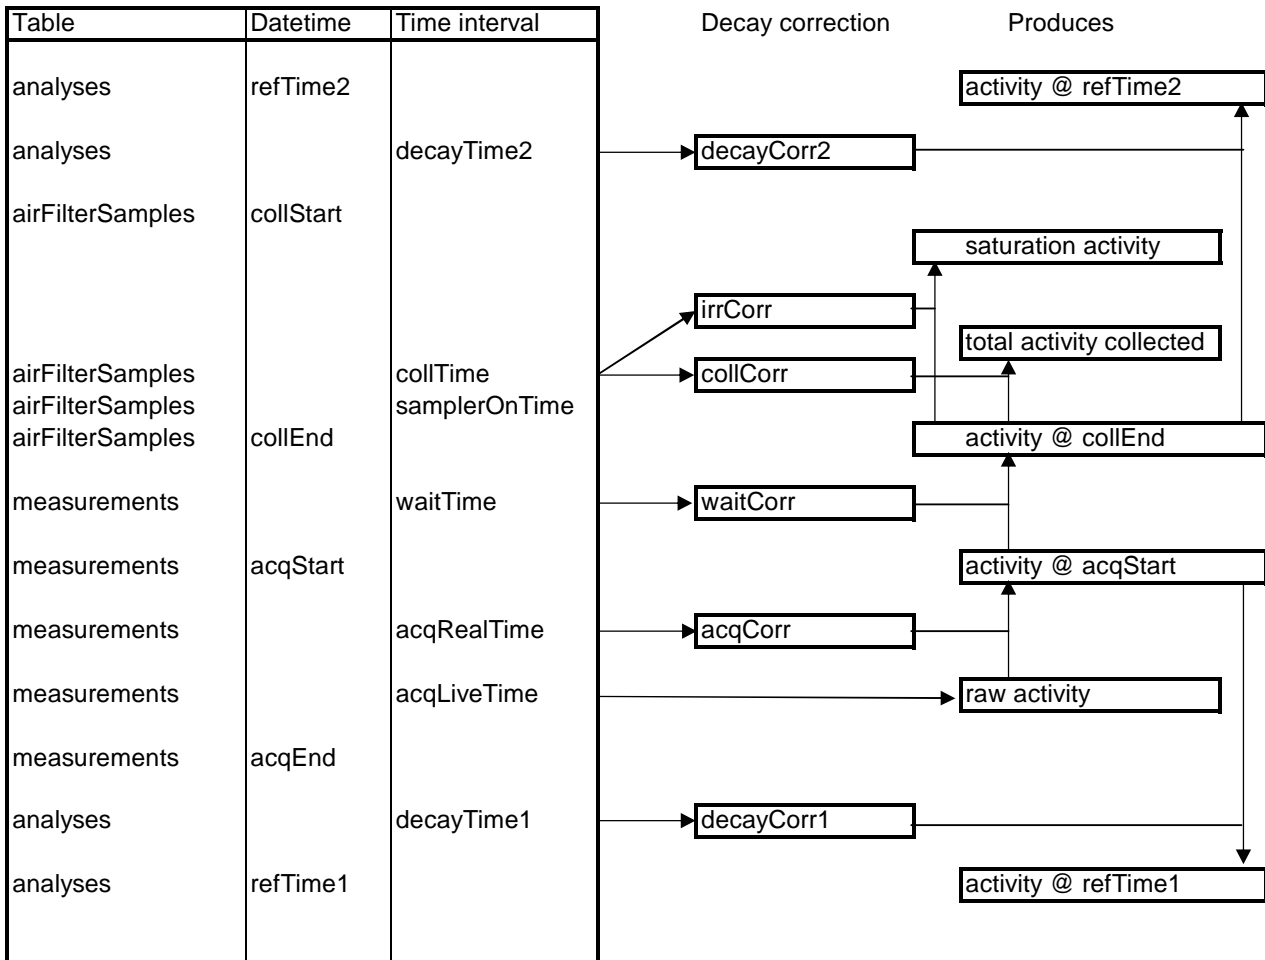 Table Datetime Time interval Decay correction Produces
analyses refTime2 activity @ refTime2
analyses decayTime2 decayCorr2
airFilterSamples collStart
saturation activity
irrCorr
total activity collected
airFilterSamples collTime collCorr
airFilterSamples samplerOnTime
airFilterSamples collEnd activity @ collEnd
measurements waitTime waitCorr
measurements acqStart activity @ acqStart
measurements acqRealTime acqCorr
measurements acqLiveTime raw activity
measurements acqEnd
analyses decayTime1 decayCorr1
analyses refTime1 activity @ refTime1